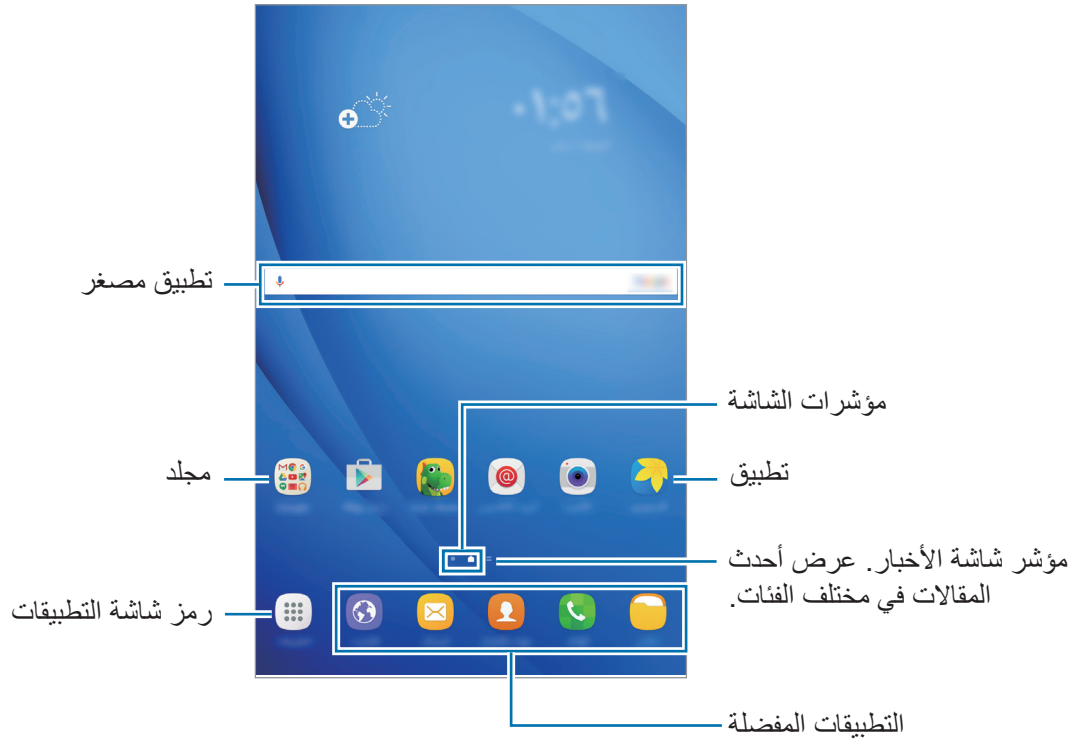 تطبيق مصغر
مؤشرات الشاشة
مجلد
تطبيق
مؤشر شاشة الأخبار. عرض أحدث
المقالات في مختلف الفئات.
رمز شاشة التطبيقات
التطبيقات المفضلة